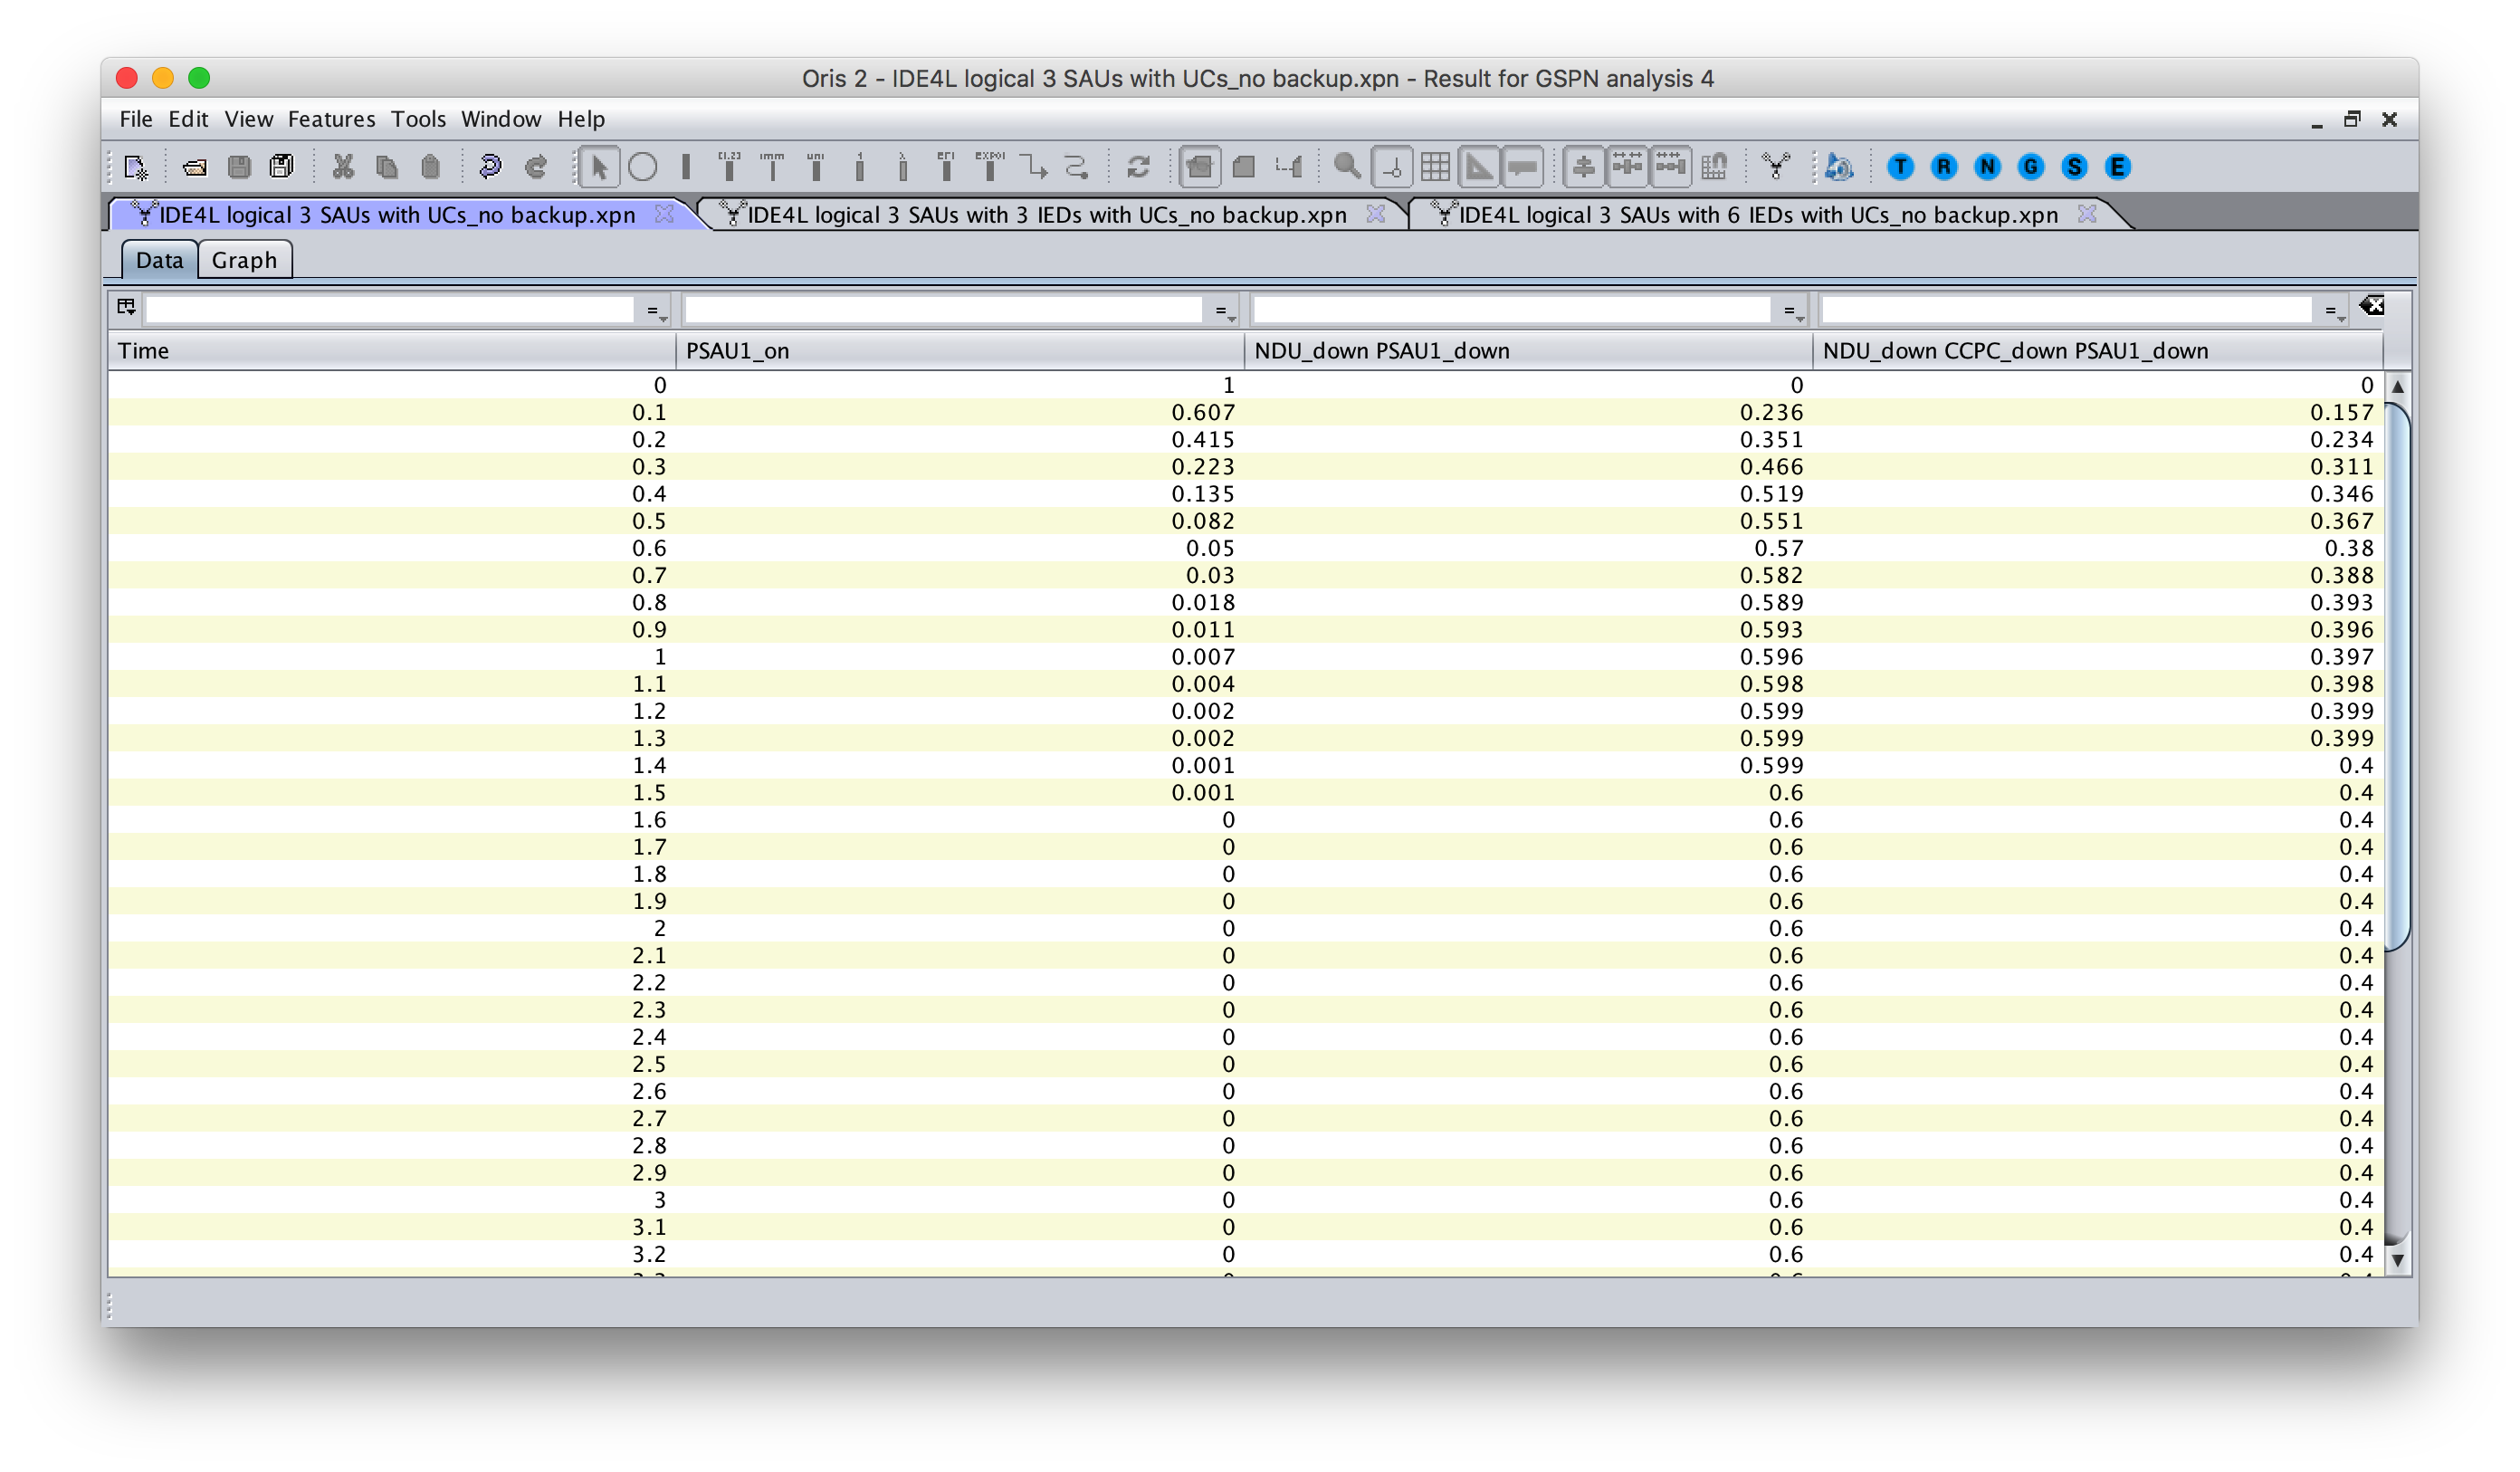 Oris 2 - IDE4L logical 3 SAUs with UCs_no backup.xpn - Result for GSPN analysis 4
File Edit View Features Tools Window Help
[1,2] imm uni 1 λ EXPOL T R N G S E
IDE4L logical 3 SAUs with UCs_no backup.xpn IDE4L logical 3 SAUs with 3 IEDs with UCs_no backup.xpn IDE4L logical 3 SAUs with 6 IEDs with UCs_no backup.xpn
Data Graph
= = = =
Time PSAU1_on NDU_down PSAU1_down NDU_down CCPC_down PSAU1_down
0 1 0 0
0.1 0.607 0.236 0.157
0.2 0.415 0.351 0.234
0.3 0.223 0.466 0.311
0.4 0.135 0.519 0.346
0.5 0.082 0.551 0.367
0.6 0.05 0.57 0.38
0.7 0.03 0.582 0.388
0.8 0.018 0.589 0.393
0.9 0.011 0.593 0.396
1 0.007 0.596 0.397
1.1 0.004 0.598 0.398
1.2 0.002 0.599 0.399
1.3 0.002 0.599 0.399
1.4 0.001 0.599 0.4
1.5 0.001 0.6 0.4
1.6 0 0.6 0.4
1.7 0 0.6 0.4
1.8 0 0.6 0.4
1.9 0 0.6 0.4
2 0 0.6 0.4
2.1 0 0.6 0.4
2.2 0 0.6 0.4
2.3 0 0.6 0.4
2.4 0 0.6 0.4
2.5 0 0.6 0.4
2.6 0 0.6 0.4
2.7 0 0.6 0.4
2.8 0 0.6 0.4
2.9 0 0.6 0.4
3 0 0.6 0.4
3.1 0 0.6 0.4
3.2 0 0.6 0.4